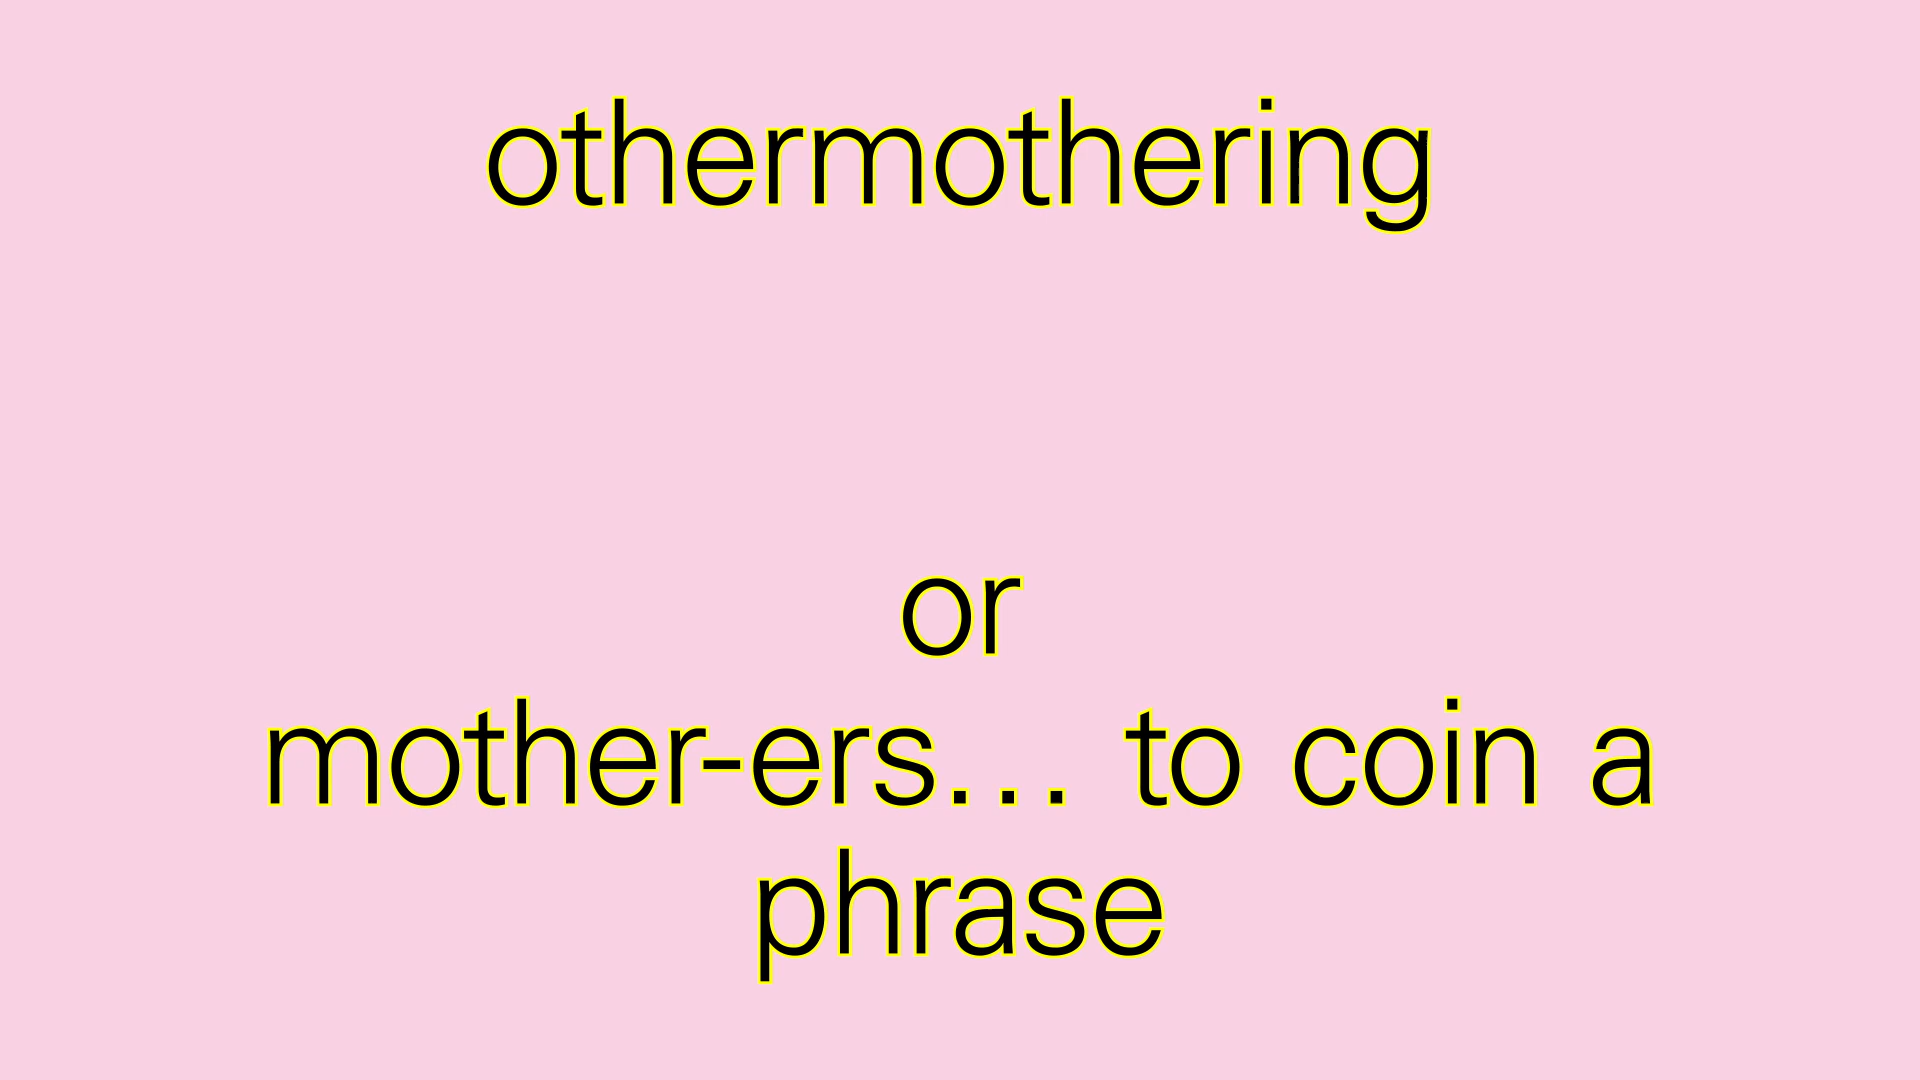 othermothering
or
mother-ers... to coin a
phrase